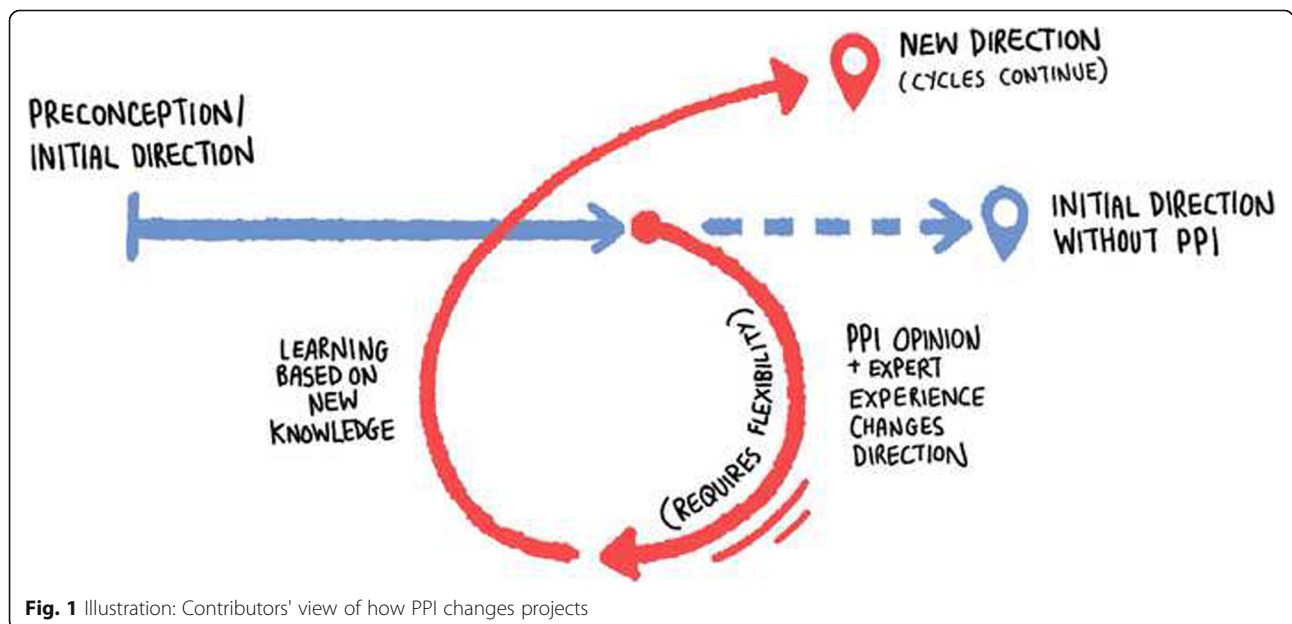 NEW DIRECTION
(CYCLES CONTINUE)
PRECONCEPTION/
INITIAL DIRECTION
INITIAL DIRECTION
WITHOUT PPI
LEARNING
BASED ON
NEW
KNOWLEDGE
(REQUIRES FLEXIBILITY)
PPI OPINION
+ EXPERT
EXPERIENCE
CHANGES
DIRECTION
Fig. 1 Illustration: Contributors' view of how PPI changes projects